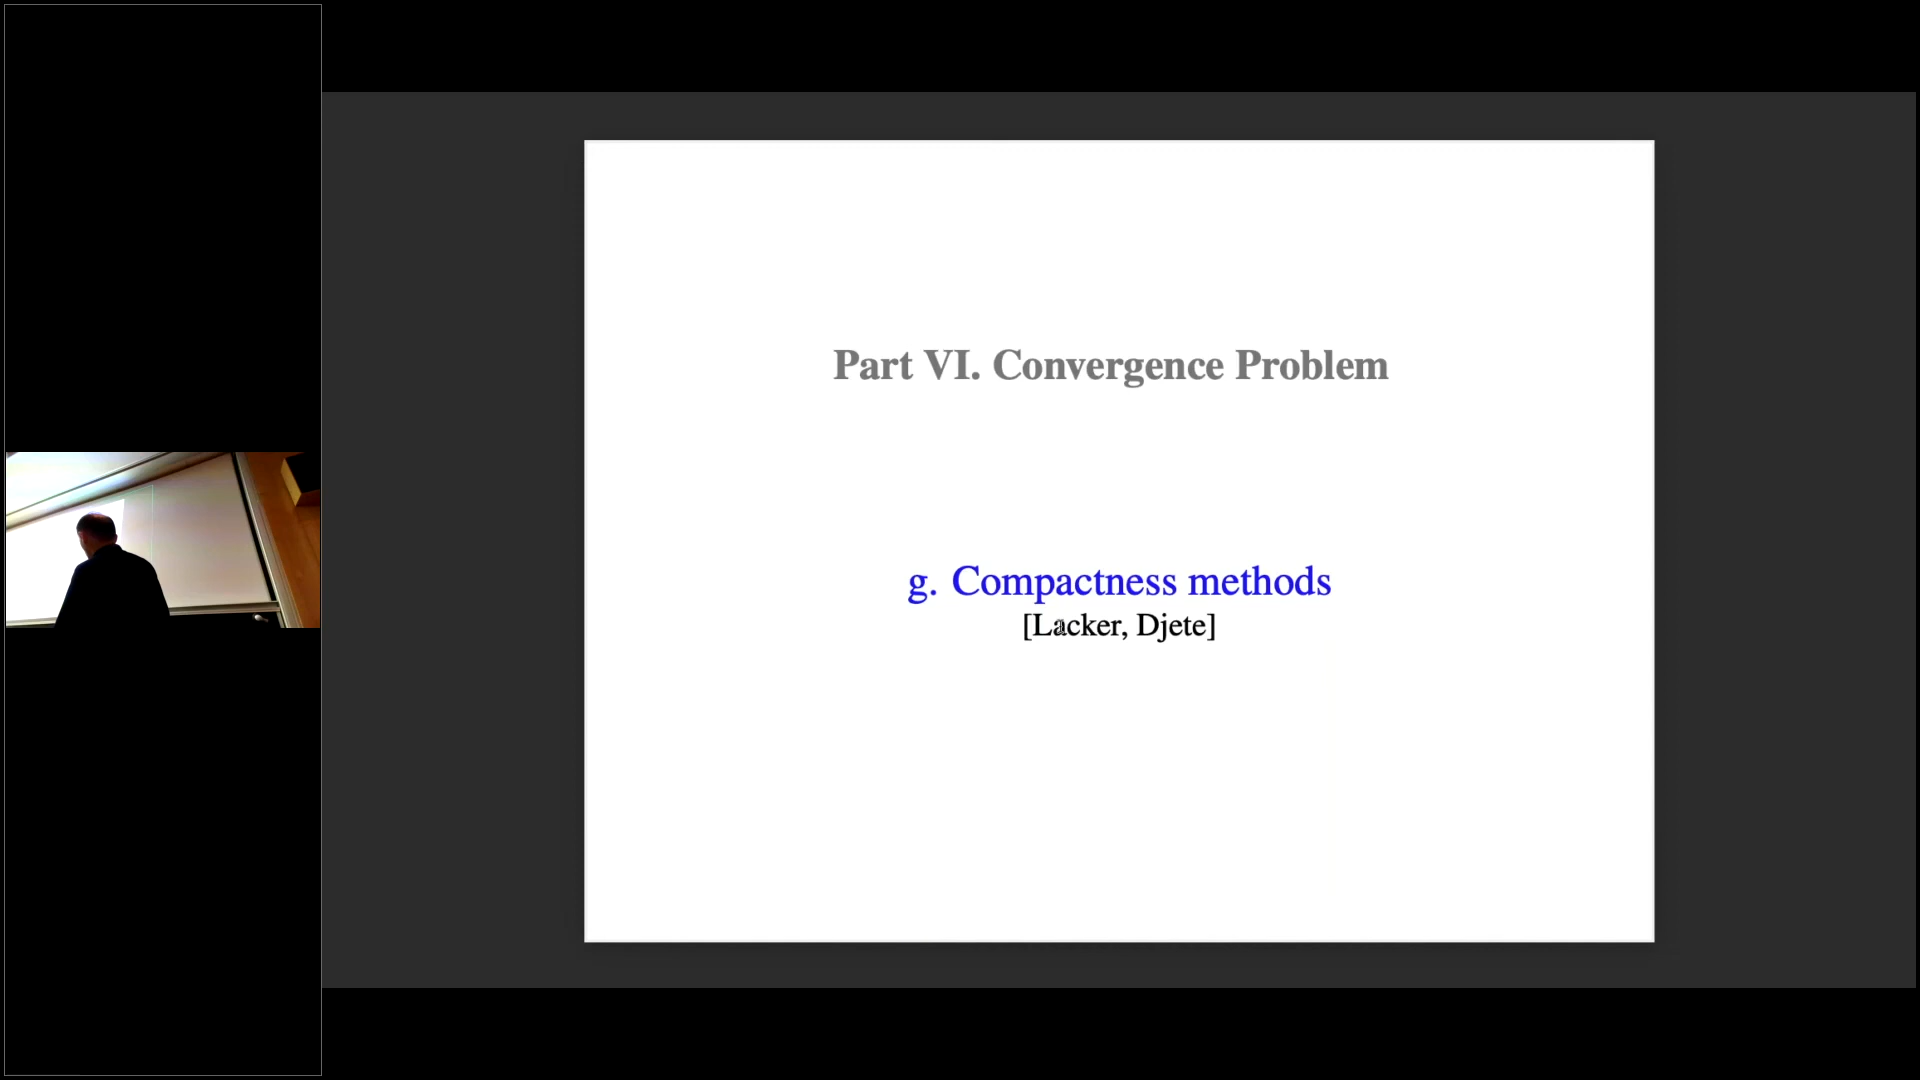 Part VI. Convergence Problem
g. Compactness methods
[Lacker, Djete]